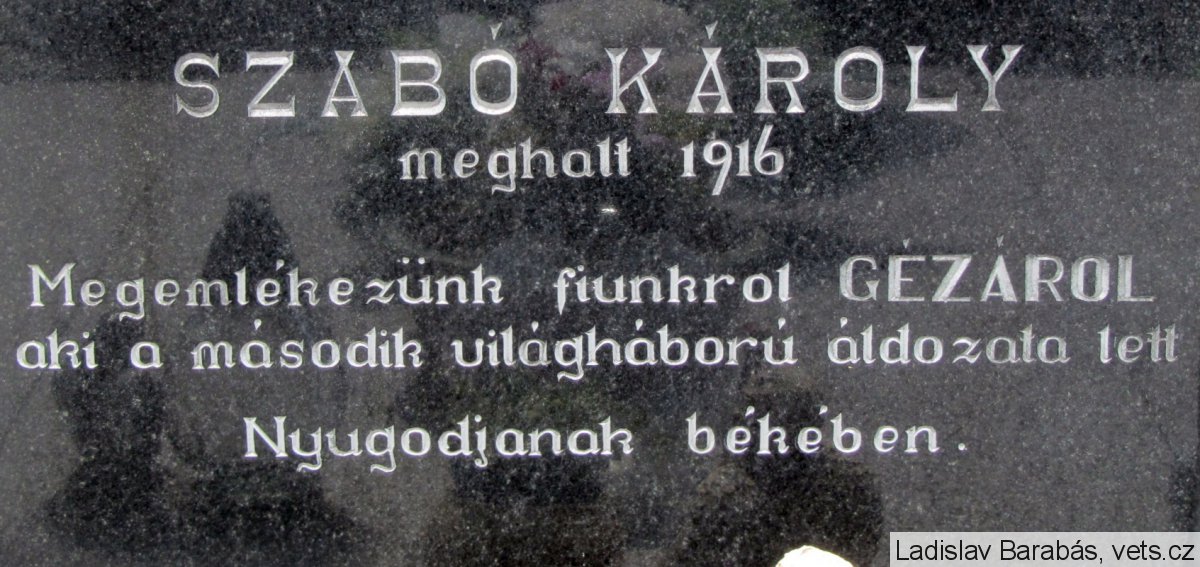 SZABÓ KÁROLY
meghalt 1916
Megemlékezünk fiunkrol GÉZÁROL
aki a második világháború áldozata lett
Nyugodjanak békében.
Ladislav Barabás, vets.cz